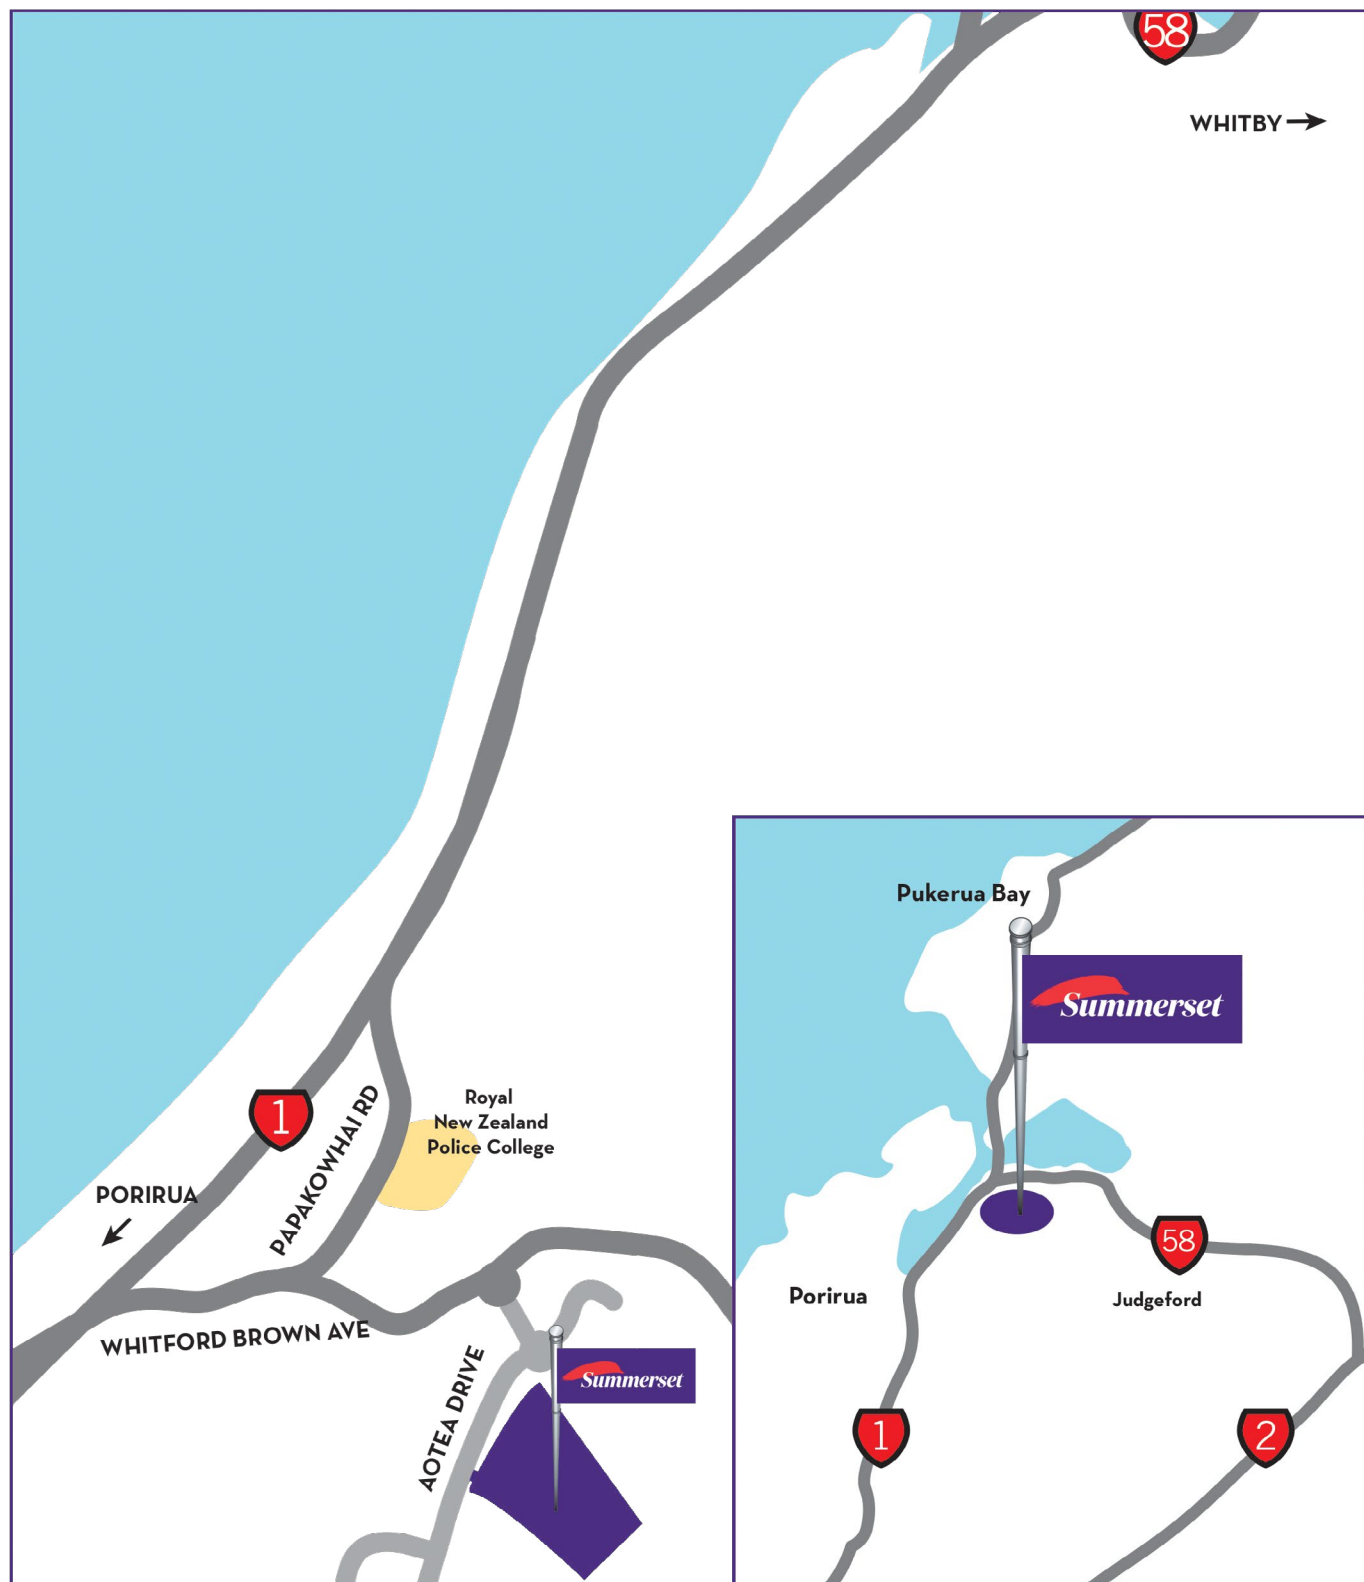 58
WHITBY
Pukerua Bay
Summerset
Royal
New Zealand
Police College
1
PAPAKOWHAI RD
PORIRUA
58
Porirua
Judgeford
WHITFORD BROWN AVE
AOTEA DRIVE
Summerset
1
2